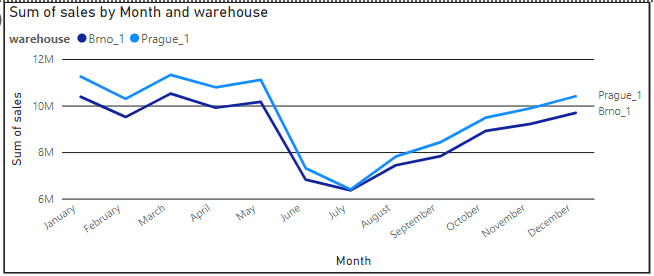 Sum of sales by Month and warehouse
warehouse Brno_1 Prague_1
12M
10M
8M
6M
Sum of sales
Prague_1
Brno_1
January February March April May June July August September October November December
Month